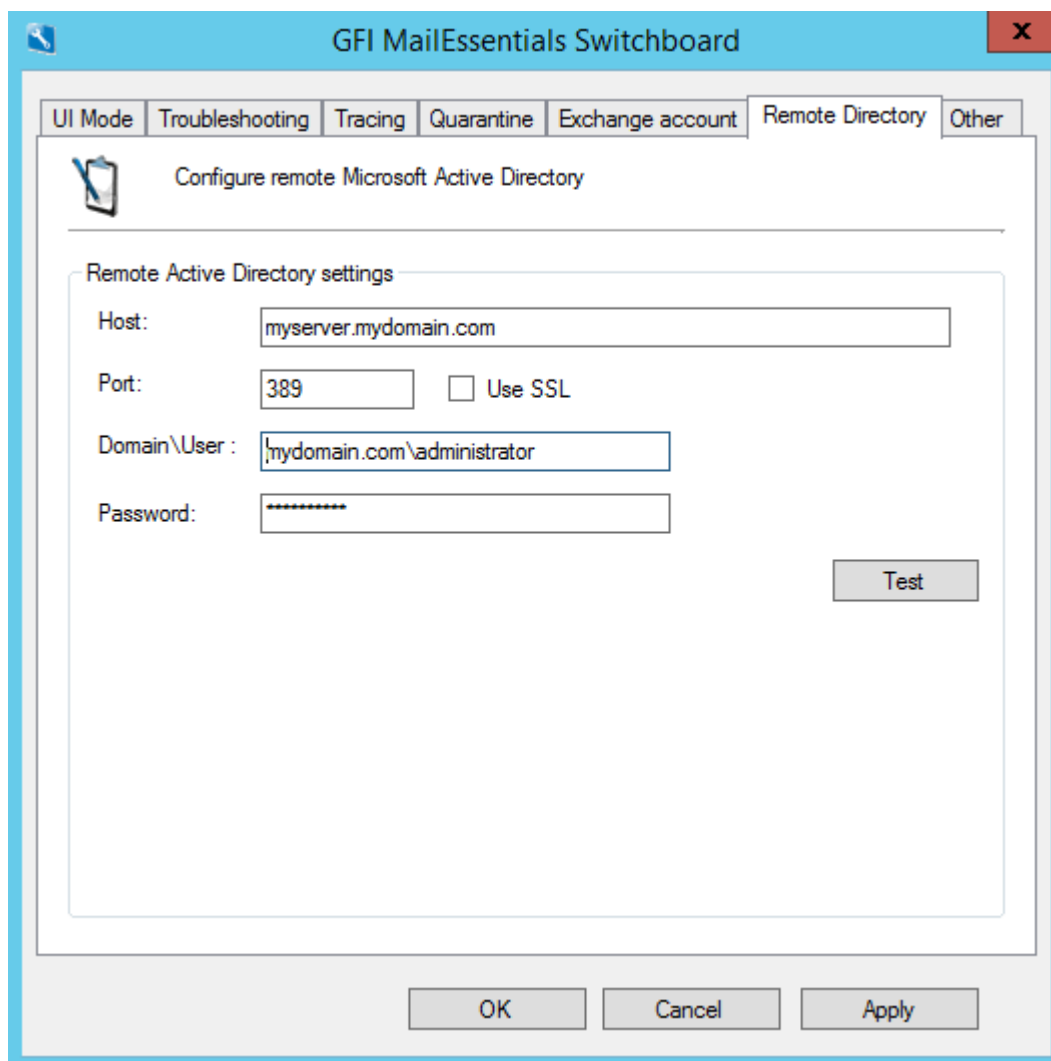 GFI MailEssentials Switchboard
x
UI Mode Troubleshooting Tracing Quarantine Exchange account Remote Directory Other
Configure remote Microsoft Active Directory
Remote Active Directory settings
Host: myserver.mydomain.com
Port: 389 Use SSL
Domain\User : mydomain.com\administrator
Password: **********
Test
OK Cancel Apply